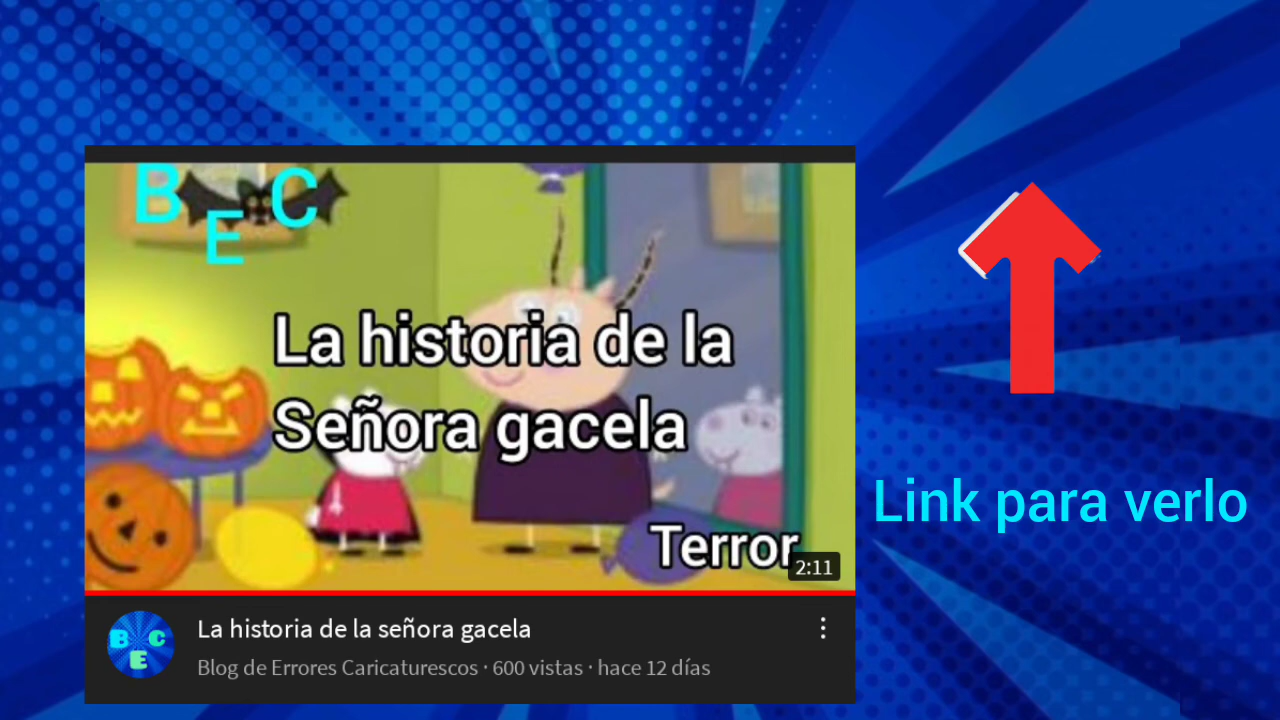 B E C
La historia de la
Señora gacela
Terror
2:11
B E C
La historia de la señora gacela
Blog de Errores Caricaturescos · 600 vistas · hace 12 días
Link para verlo